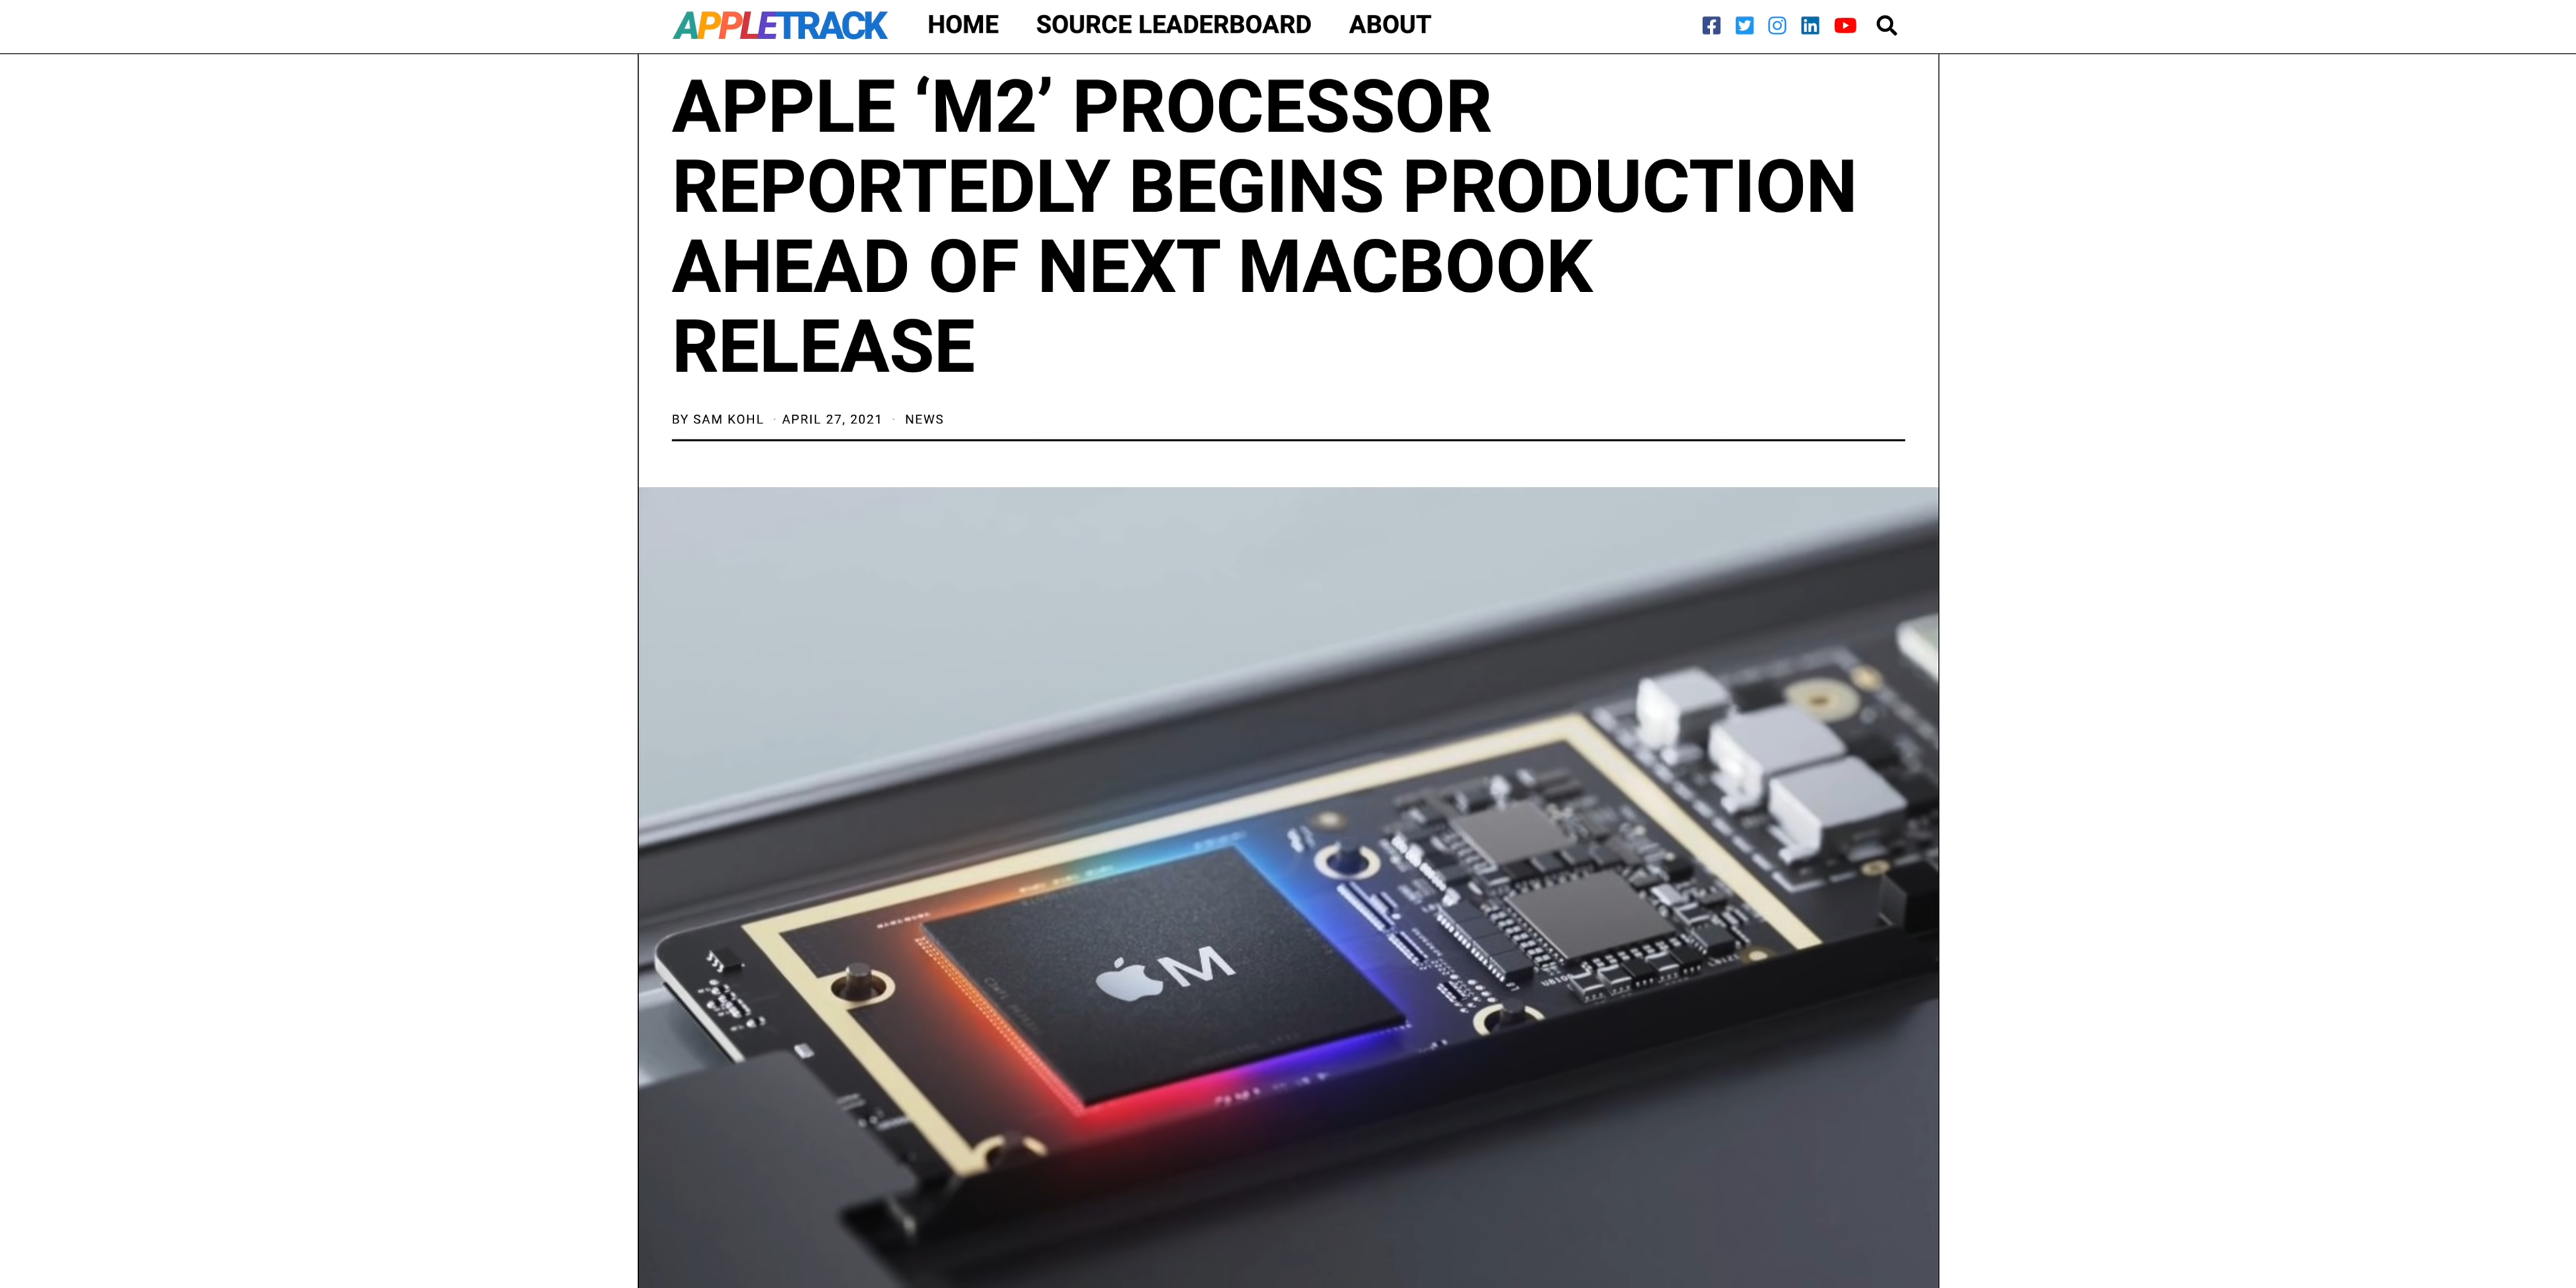 APPLETRACK HOME SOURCE LEADERBOARD ABOUT
APPLE ‘M2’ PROCESSOR
REPORTEDLY BEGINS PRODUCTION
AHEAD OF NEXT MACBOOK
RELEASE
BY SAM KOHL · APRIL 27, 2021 · NEWS
M